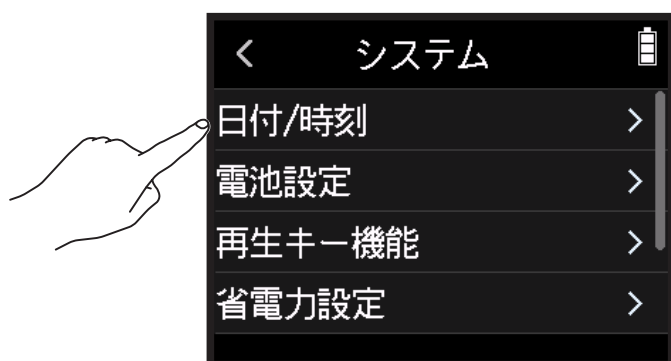 システム
日付/時刻
電池設定
再生キー機能
省電力設定